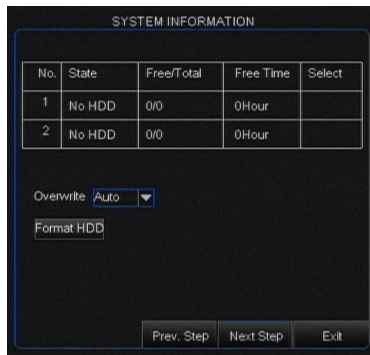 SYSTEM INFORMATION
No. State Free/Total Free Time Select
1 No HDD 0/0 0Hour
2 No HDD 0/0 0Hour
Overwrite Auto
Format HDD
Prev. Step Next Step Exit